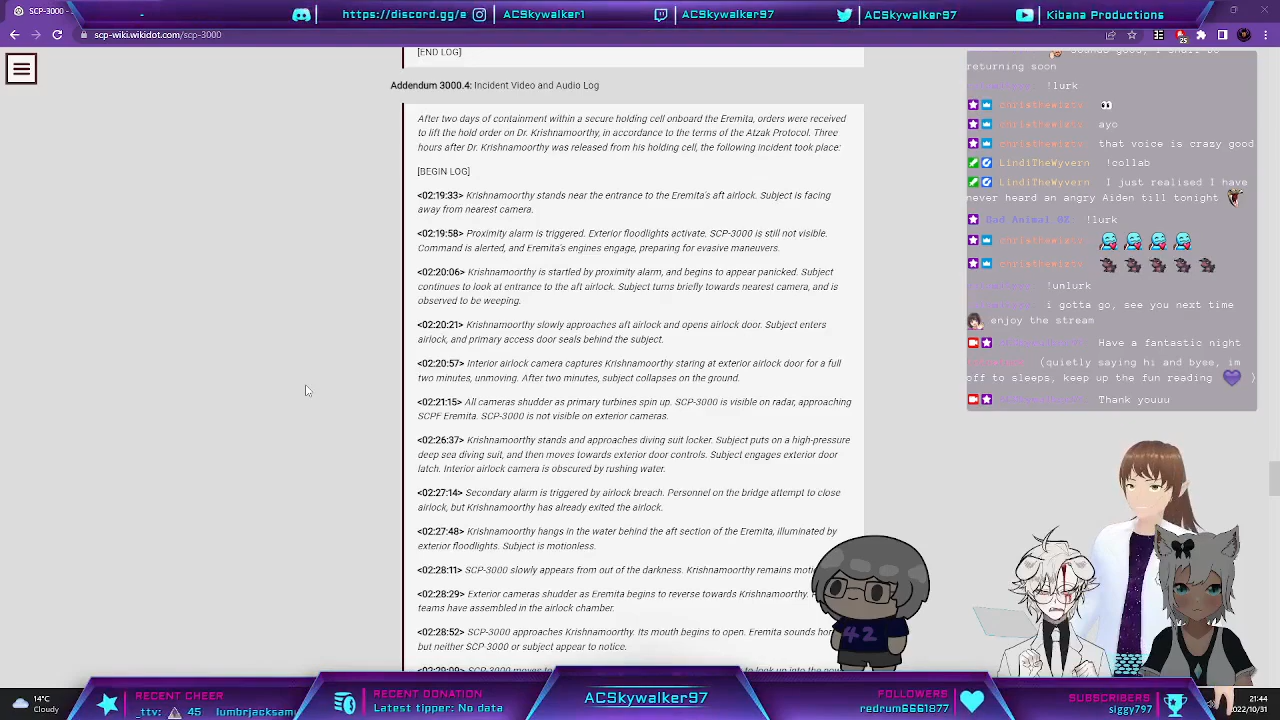 SCP-3000 -
https://discord.gg/s
ACSkywalker1
ACSkywalker97
ACSkywalker97
Kibana Productions
scp-wiki.wikidot.com/scp-3000
[END LOG]
Addendum 3000.4: Incident Video and Audio Log
After two days of containment within a secure holding cell onboard the Eremita, orders were received
to lift the hold order on Dr. Krishnamoorthy, in accordance to the terms of the Atzak Protocol. Three
hours after Dr. Krishnamoorthy was released from his holding cell, the following incident took place:
[BEGIN LOG]
<02:19:33> Krishnamoorthy stands near the entrance to the Eremita's aft airlock. Subject is facing
away from nearest camera.
<02:19:58> Proximity alarm is triggered. Exterior floodlights activate, SCP-3000 is still not visible.
Command is alerted, and Eremita's engines engage, preparing for evasive maneuvers.
<02:20:06> Krishnamoorthy is startled by proximity alarm, and begins to appear panicked. Subject
continues to look at entrance to the aft airlock. Subject turns briefly towards nearest camera, and is
observed to be weeping.
<02:20:21> Krishnamoorthy slowly approaches aft airlock and opens airlock door. Subject enters
airlock, and primary access door seals behind the subject.
<02:20:57> Interior airlock camera captures Krishnamoorthy staring at exterior airlock door for a full
two minutes, unmoving. After two minutes, subject collapses on the ground.
<02:21:15> All cameras shudder as primary turbines spin up. SCP-3000 is visible on radar, approaching
SCPF Eremita. SCP-3000 is not visible on exterior cameras.
<02:26:37> Krishnamoorthy stands and approaches diving suit locker. Subject puts on a high-pressure
deep sea diving suit, and then moves towards exterior door controls. Subject engages exterior door
latch. Interior airlock camera is obscured by rushing water.
<02:27:14> Secondary alarm is triggered by airlock breach. Personnel on the bridge attempt to close
airlock, but Krishnamoorthy has already exited the airlock.
<02:27:48> Krishnamoorthy hangs in the water behind the aft section of the Eremita, illuminated by
exterior floodlights. Subject is motionless.
<02:28:11> SCP-3000 slowly appears from out of the darkness. Krishnamoorthy remains
<02:28:29> Exterior cameras shudder as Eremita begins to reverse towards Krishnamoorthy.
teams have assembled in the airlock chamber.
<02:28:52> SCP-3000 approaches Krishnamoorthy. Its mouth begins to open. Eremita sounds
but neither SCP 3000 or subject appear to notice.
returning soon
!lurk
christhewiztv
christhewiztv ayo
christhewiztv that voice is crazy good
LindiTheWyvern !collab
LindiTheWyvern I just realised I have
never heard an angry Aiden till tonight
Bad_Animal_GX !lurk
christhewiztv
christhewiztv
!unlurk
i gotta go, see you next time
enjoy the stream
Have a fantastic night
(quietly saying hi and byee, im
off to sleeps, keep up the fun reading )
Thank youuu
42
14°C
Cloudy
RECENT CHEER
_ttv: 45 lumbrjacksam
RECENT DONATION
Latest tipper: No data
ACSkywalker97
FOLLOWERS
redrum6661877
SUBSCRIBERS
siggy797
21:44
2022/10/31